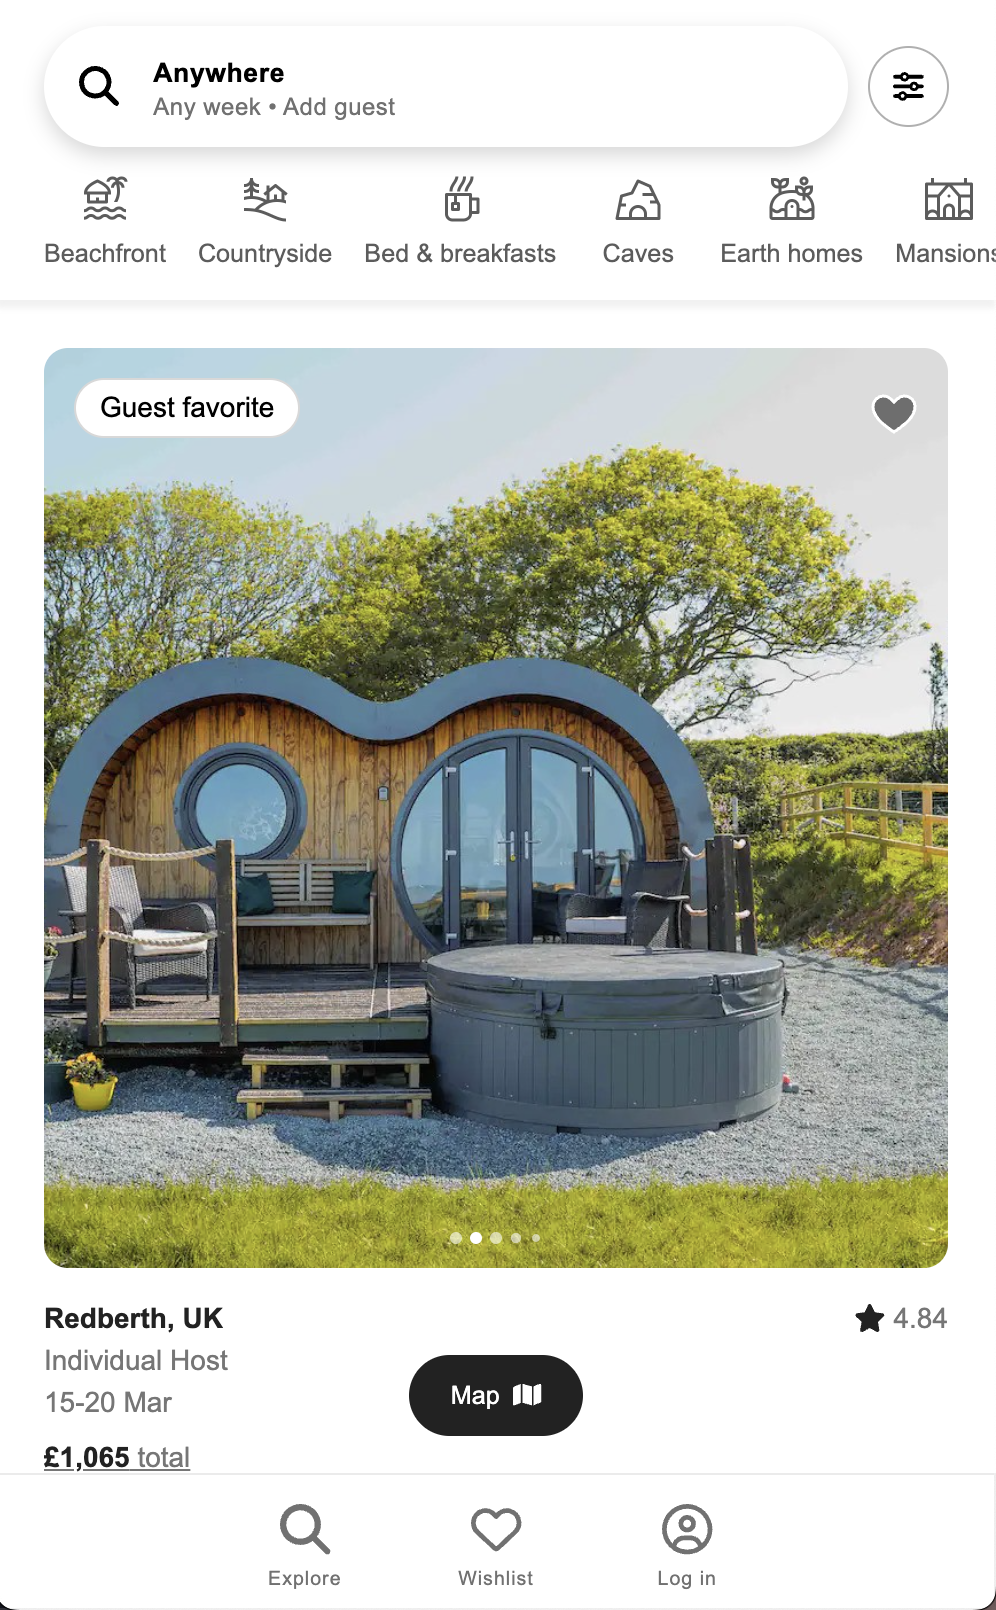 Anywhere
Any week • Add guest
Beachfront
Countryside
Bed & breakfasts
Caves
Earth homes
Mansions
Guest favorite
Redberth, UK
4.84
Individual Host
15-20 Mar
Map
£1,065 total
Explore
Wishlist
Log in